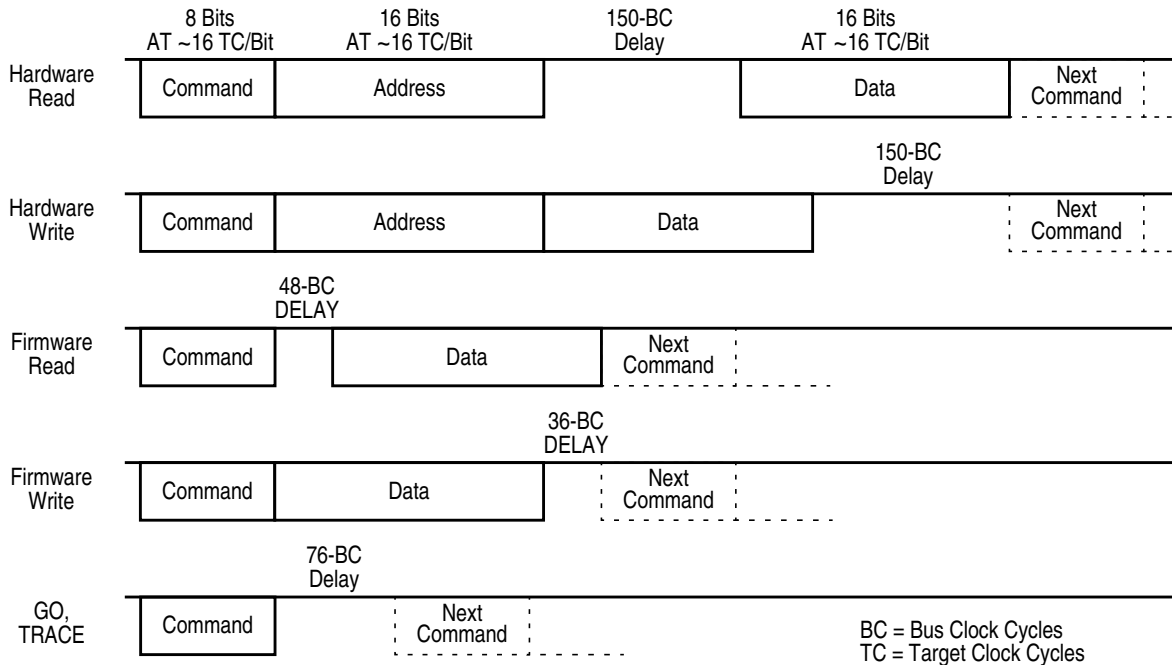 8 Bits
AT ~16 TC/Bit
16 Bits
AT ~16 TC/Bit
150-BC
Delay
16 Bits
AT ~16 TC/Bit
Hardware
Read
Command
Address
Data
Next
Command
150-BC
Delay
Hardware
Write
Command
Address
Data
Next
Command
48-BC
DELAY
Firmware
Read
Command
Data
Next
Command
36-BC
DELAY
Firmware
Write
Command
Data
Next
Command
76-BC
Delay
GO,
TRACE
Command
Next
Command
BC = Bus Clock Cycles
TC = Target Clock Cycles